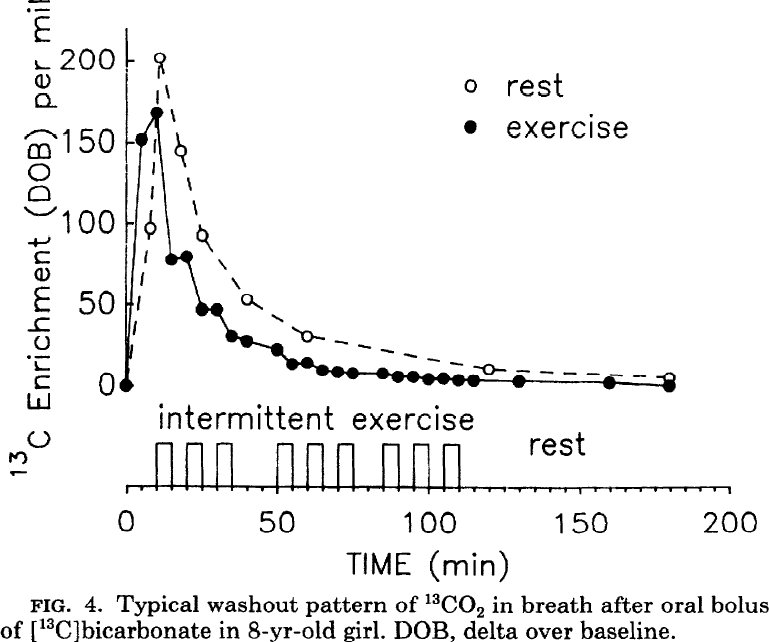 ¹³C Enrichment (DOB) per mil
200
150
100
50
0
rest
exercise
intermittent exercise
rest
0 50 100 150 200
TIME (min)
FIG. 4. Typical washout pattern of ¹³CO₂ in breath after oral bolus
of [¹³C]bicarbonate in 8-yr-old girl. DOB, delta over baseline.